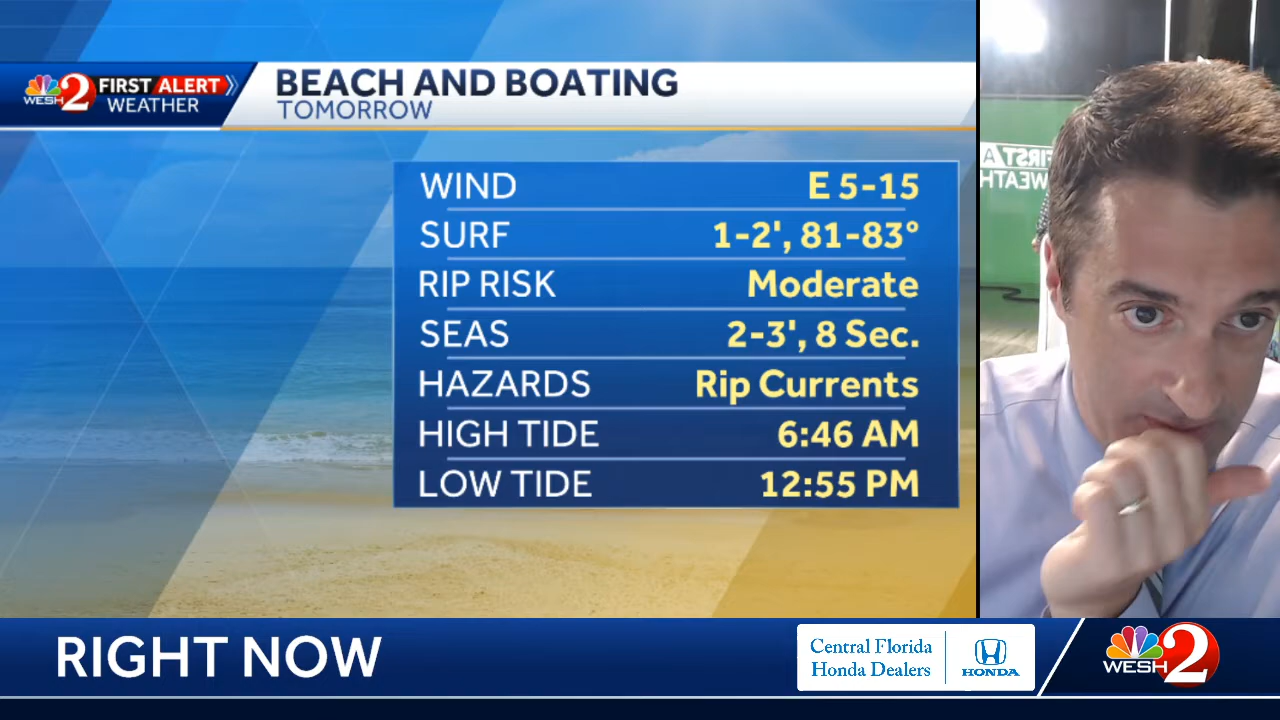 WESH 2 FIRST ALERT
WEATHER
BEACH AND BOATING
TOMORROW
WIND E 5-15
SURF 1-2', 81-83°
RIP RISK Moderate
SEAS 2-3', 8 Sec.
HAZARDS Rip Currents
HIGH TIDE 6:46 AM
LOW TIDE 12:55 PM
FIRST A
WEATH
RIGHT NOW
Central Florida
Honda Dealers
HONDA
WESH 2